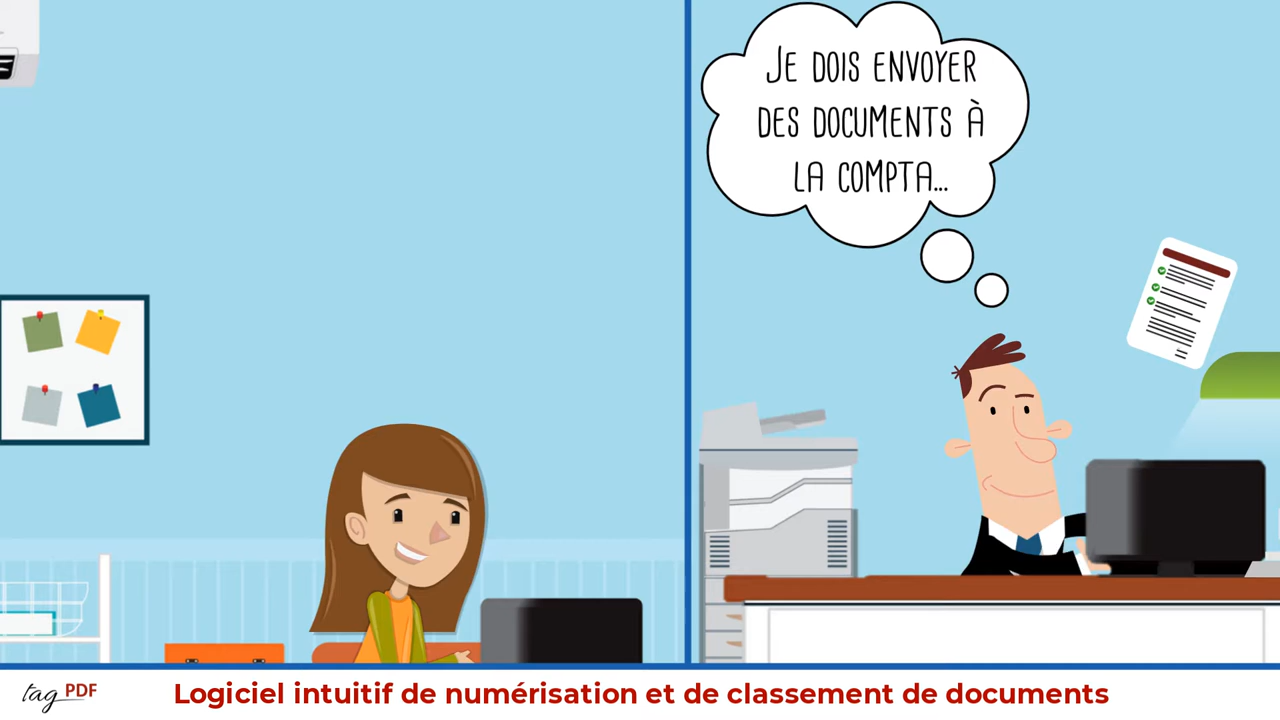 JE DOIS ENVOYER
DES DOCUMENTS À
LA COMPTA...
tag PDF
Logiciel intuitif de numérisation et de classement de documents